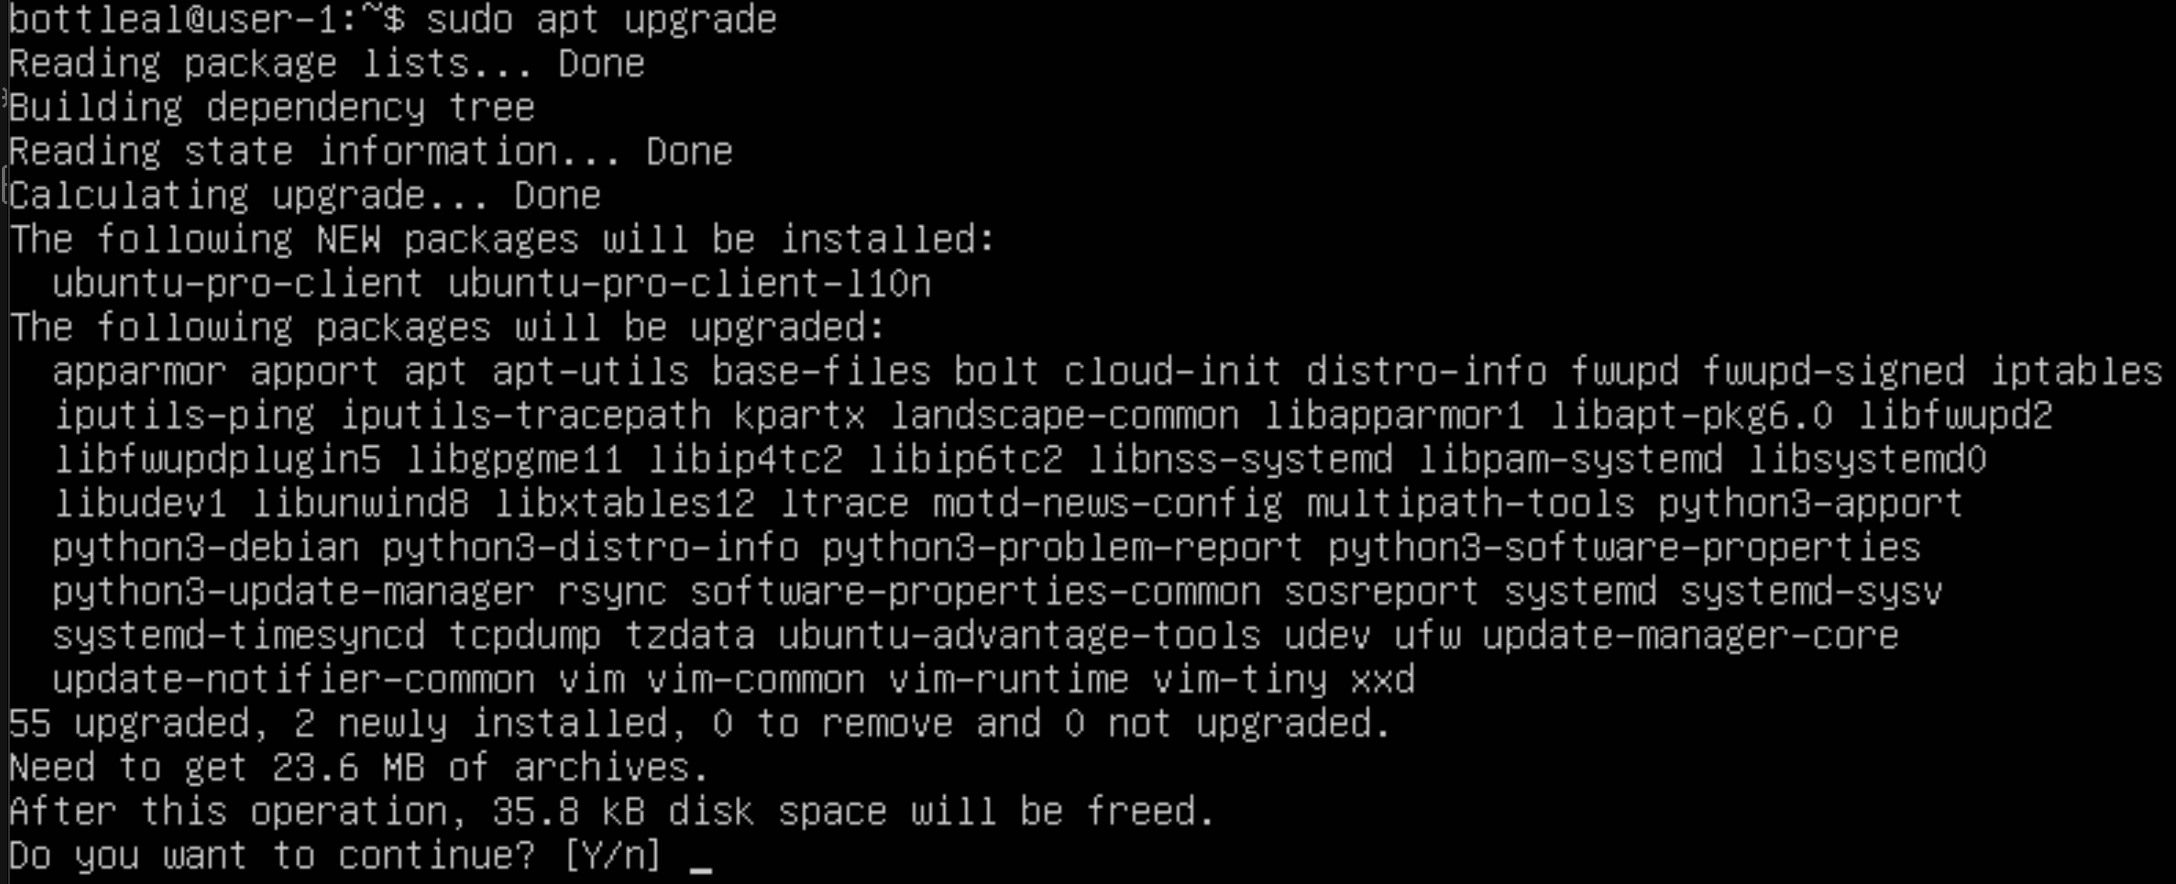 bottleal@user-1:~$ sudo apt upgrade
Reading package lists... Done
Building dependency tree
Reading state information... Done
Calculating upgrade... Done
The following NEW packages will be installed:
  ubuntu-pro-client ubuntu-pro-client-l10n
The following packages will be upgraded:
  apparmor apport apt apt-utils base-files bolt cloud-init distro-info fwupd fwupd-signed iptables
  iputils-ping iputils-tracepath kpartx landscape-common libapparmor1 libapt-pkg6.0 libfwupd2
  libfwupdplugin5 libgpgme11 libip4tc2 libip6tc2 libnss-systemd libpam-systemd libsystemd0
  libudev1 libunwind8 libxtables12 ltrace motd-news-config multipath-tools python3-apport
  python3-debian python3-distro-info python3-problem-report python3-software-properties
  python3-update-manager rsync software-properties-common sosreport systemd systemd-sysv
  systemd-timesyncd tcpdump tzdata ubuntu-advantage-tools udev ufw update-manager-core
  update-notifier-common vim vim-common vim-runtime vim-tiny xxd
55 upgraded, 2 newly installed, 0 to remove and 0 not upgraded.
Need to get 23.6 MB of archives.
After this operation, 35.8 kB disk space will be freed.
Do you want to continue? [Y/n] _